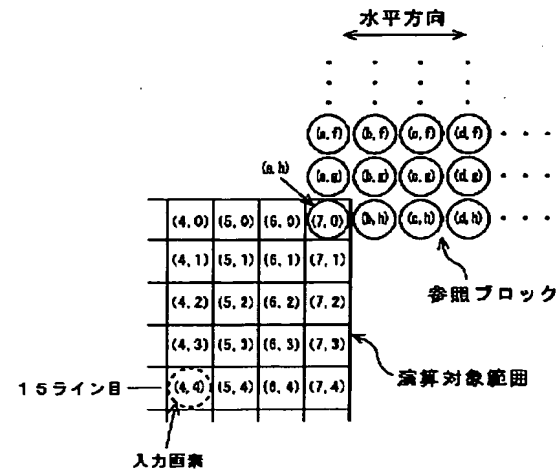 水平方向
(a,f) (b,f) (c,f) (d,f)
(a,h) (a,g) (b,g) (c,g) (d,g)
(4,0) (5,0) (6,0) (7,0) (b,h) (c,h) (d,h)
(4,1) (5,1) (6,1) (7,1)
参照ブロック
(4,2) (5,2) (6,2) (7,2)
(4,3) (5,3) (6,3) (7,3)
演算対象範囲
15ライン目 (4,4) (5,4) (6,4) (7,4)
入力画素